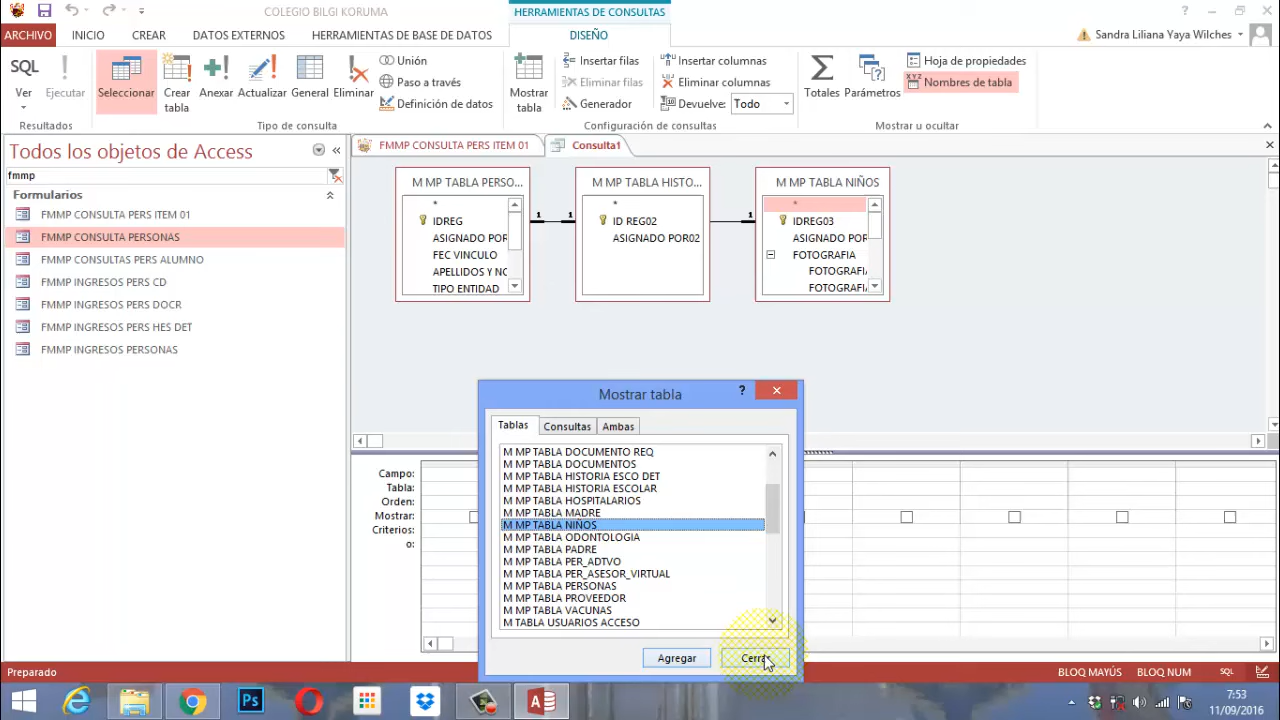 COLEGIO BILGI KORUMA
HERRAMIENTAS DE CONSULTAS
?
ARCHIVO INICIO CREAR DATOS EXTERNOS HERRAMIENTAS DE BASE DE DATOS DISEÑO
Sandra Liliana Yaya Wilches
SQL
Ver
Ejecutar
Resultados
Seleccionar
Crear
tabla
Anexar
Actualizar
General
Eliminar
Unión
Paso a través
Definición de datos
Tipo de consulta
Mostrar
tabla
Insertar filas
Eliminar filas
Generador
Insertar columnas
Eliminar columnas
Devuelve: Todo
Configuración de consultas
Totales
Parámetros
Hoja de propiedades
XYZ
Nombres de tabla
Mostrar u ocultar
Todos los objetos de Access
fmmp
Formularios
FMMP CONSULTA PERS ITEM 01
FMMP CONSULTA PERSONAS
FMMP CONSULTAS PERS ALUMNO
FMMP INGRESOS PERS CD
FMMP INGRESOS PERS DOCR
FMMP INGRESOS PERS HES DET
FMMP INGRESOS PERSONAS
FMMP CONSULTA PERS ITEM 01
Consulta1
M MP TABLA PERSO...
*
IDREG
ASIGNADO POR
FEC VINCULO
APELLIDOS Y NO
TIPO ENTIDAD
1
1
M MP TABLA HISTO...
*
ID REG02
ASIGNADO POR02
1
M MP TABLA NIÑOS
*
IDREG03
ASIGNADO POR
FOTOGRAFIA
FOTOGRAFIA
FOTOGRAFIA
Mostrar tabla
?
Tablas Consultas Ambas
M MP TABLA DOCUMENTO REQ
M MP TABLA DOCUMENTOS
M MP TABLA HISTORIA ESCO DET
M MP TABLA HISTORIA ESCOLAR
M MP TABLA HOSPITALARIOS
M MP TABLA MADRE
M MP TABLA NIÑOS
M MP TABLA ODONTOLOGIA
M MP TABLA PADRE
M MP TABLA PER_ADTVO
M MP TABLA PER_ASESOR_VIRTUAL
M MP TABLA PERSONAS
M MP TABLA PROVEEDOR
M MP TABLA VACUNAS
M TABLA USUARIOS ACCESO
Agregar
Cerrar
Campo:
Tabla:
Orden:
Mostrar:
Criterios:
o:
Preparado
BLOQ MAYÚS BLOQ NUM SQL
Ps
7:53
11/09/2016